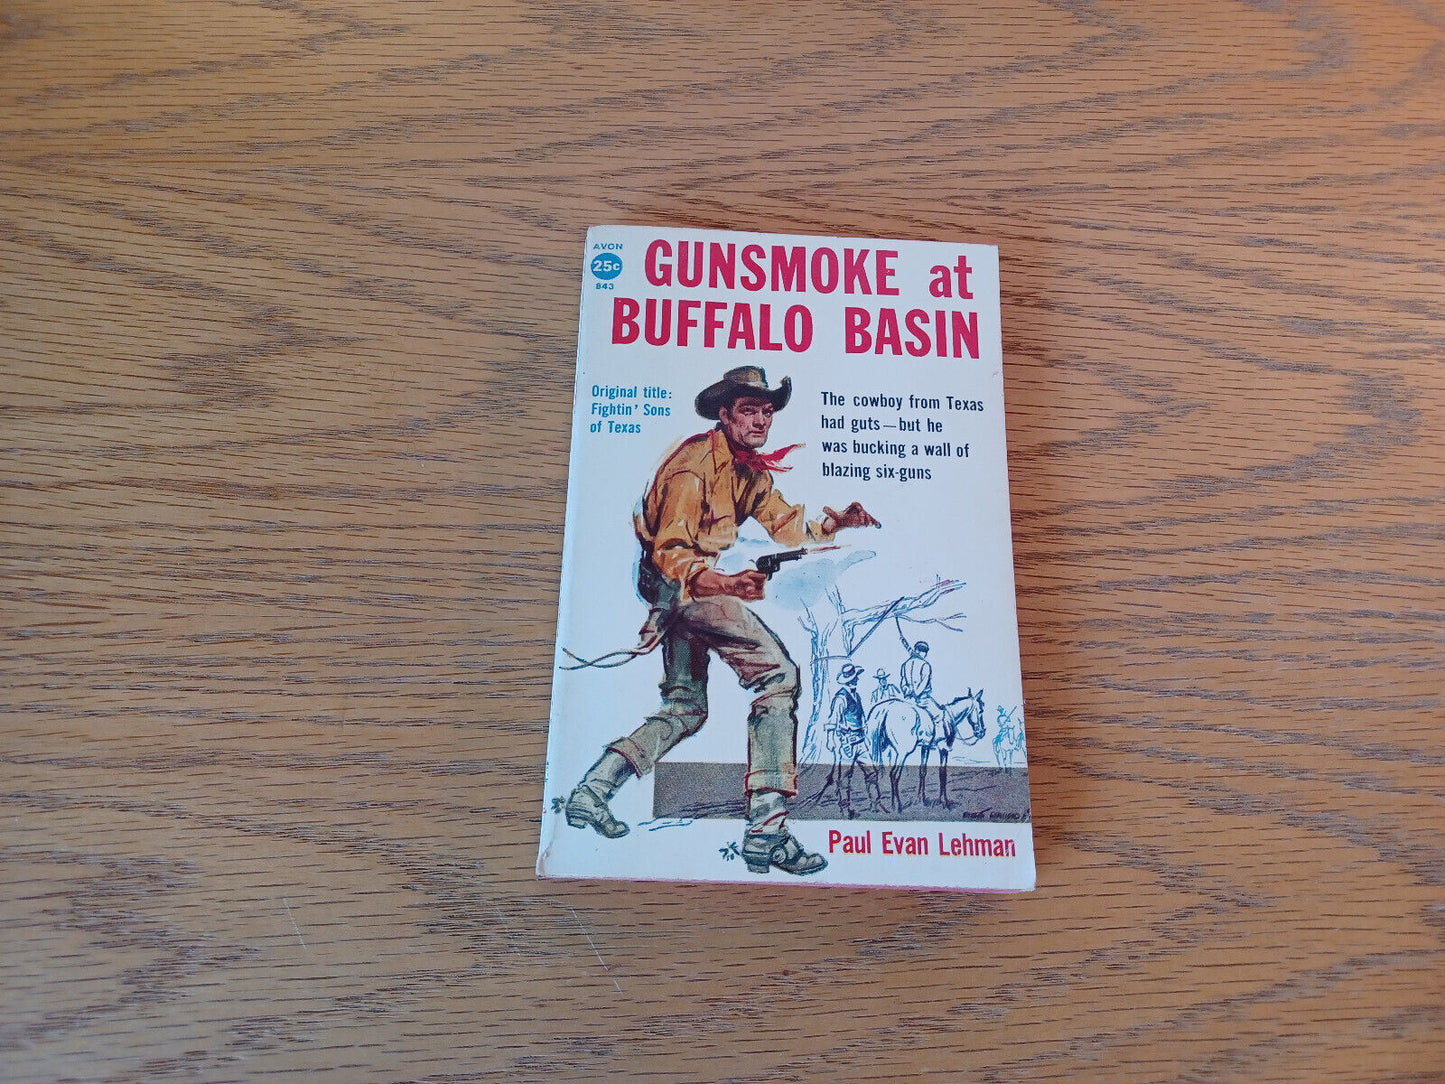 AVON
25c
843
GUNSMOKE at
BUFFALO BASIN
Original title:
Fightin' Sons
of Texas
The cowboy from Texas
had guts—but he
was bucking a wall of
blazing six-guns
Paul Evan Lehman